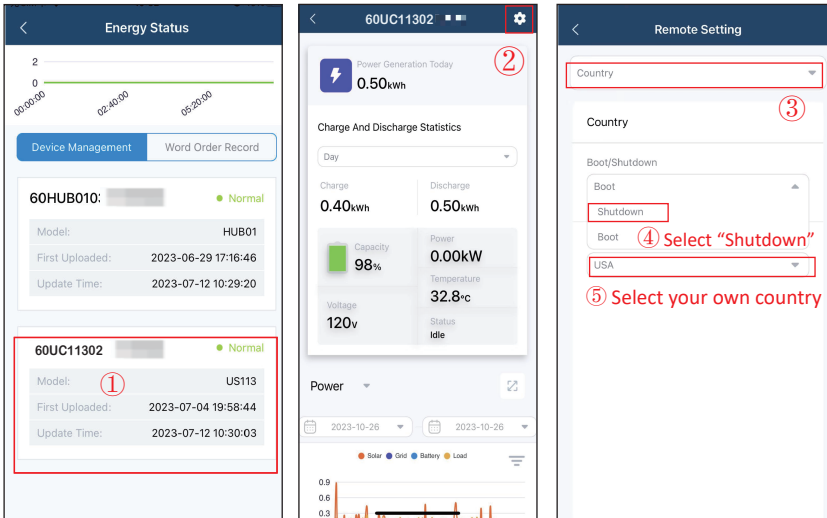 Energy Status
2
0
00:00:00
02:40:00
05:20:00
Device Management
Word Order Record
60HUB010:
Normal
Model: HUB01
First Uploaded: 2023-06-29 17:16:46
Update Time: 2023-07-12 10:29:20
60UC11302
Normal
Model: US113
①
First Uploaded: 2023-07-04 19:58:44
Update Time: 2023-07-12 10:30:03
60UC11302
②
Power Generation Today
0.50kWh
Charge And Discharge Statistics
Day
Charge
Discharge
0.40kWh
0.50kWh
Capacity
98%
Power
0.00kW
Temperature
32.8°C
Voltage
120V
Status
Idle
Power
2023-10-26
2023-10-26
Solar Grid Battery Load
0.9
0.6
0.3
Remote Setting
Country
③
Country
Boot/Shutdown
Boot
Shutdown
Boot
④ Select “Shutdown”
USA
⑤ Select your own country